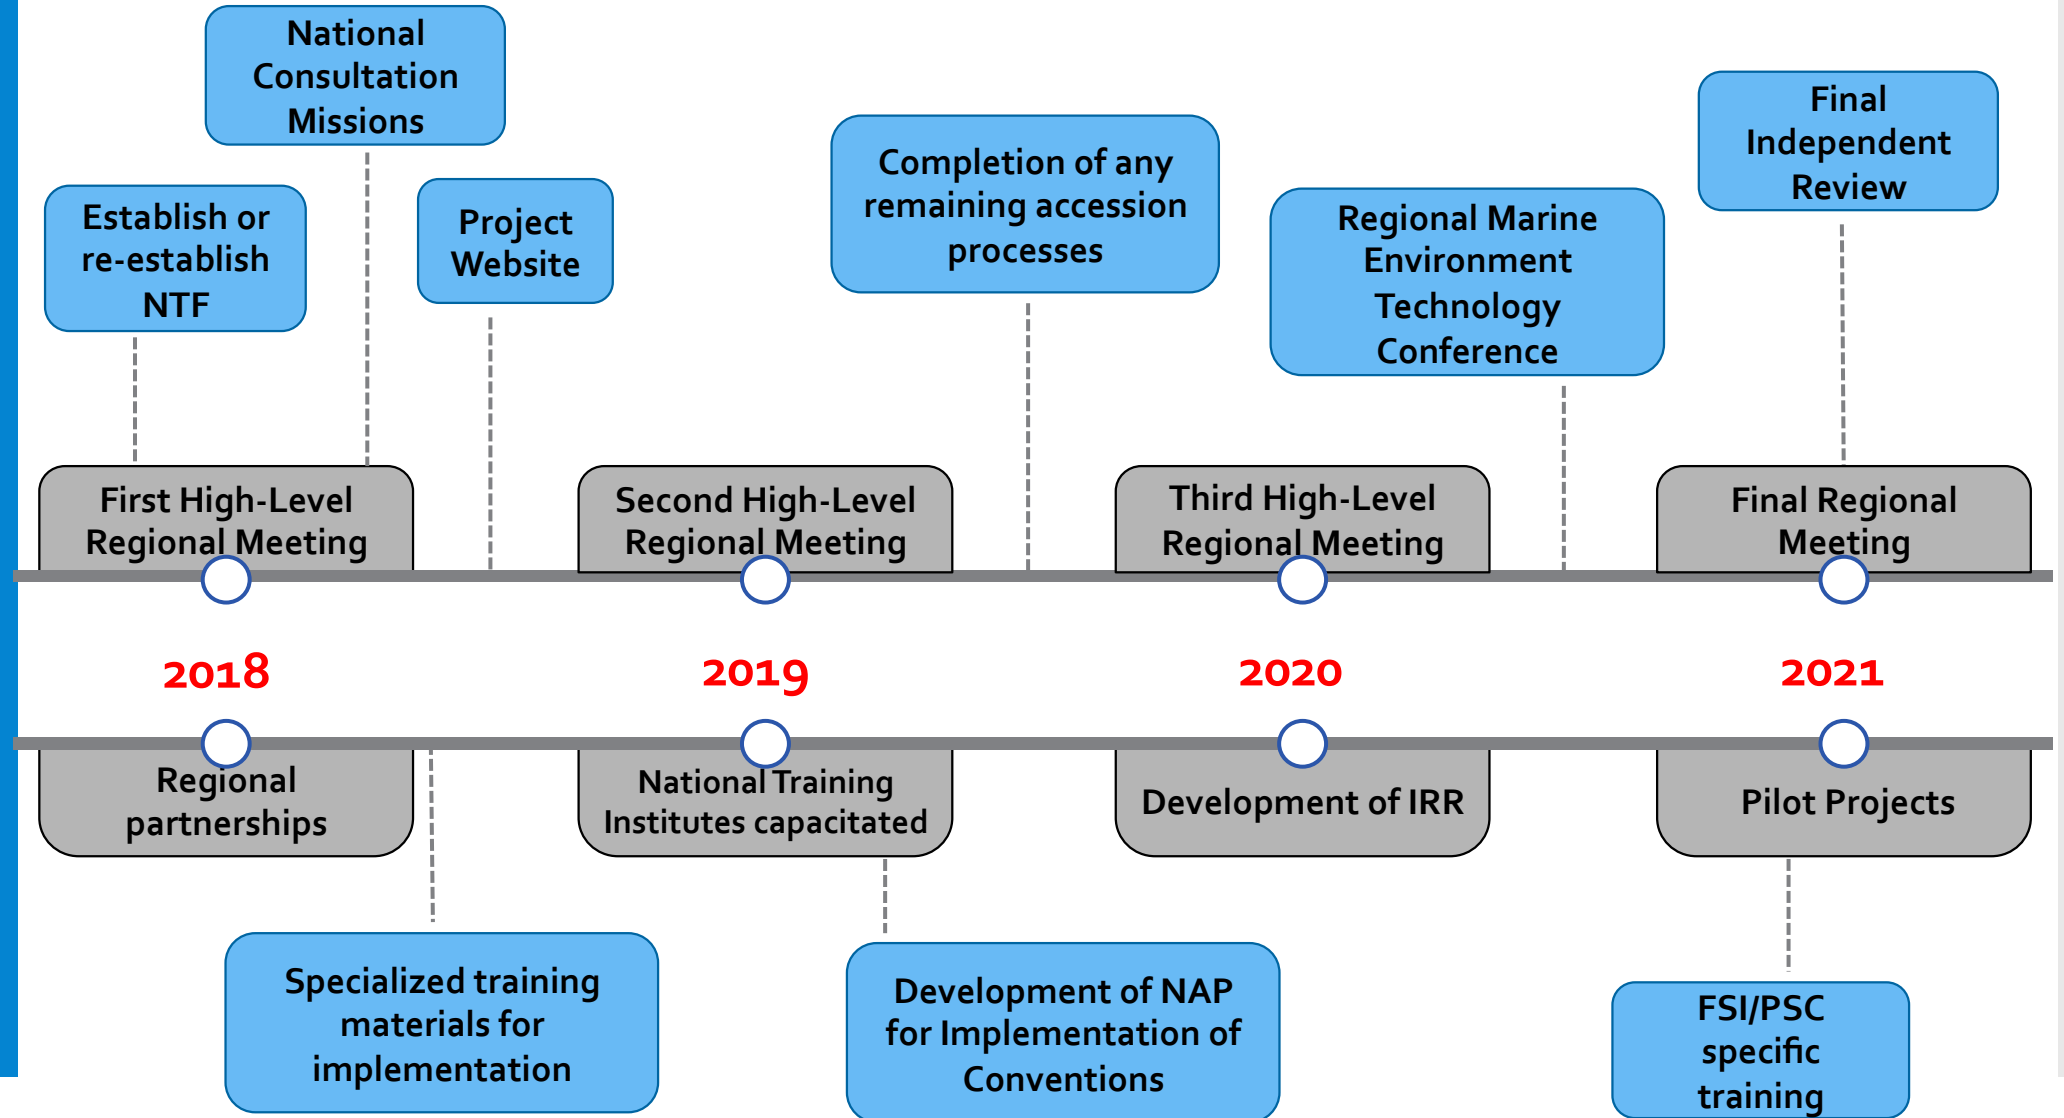 National
Consultation
Missions
Establish or
re-establish
NTF
Project
Website
Completion of any
remaining accession
processes
Regional Marine
Environment
Technology
Conference
Final
Independent
Review
First High-Level
Regional Meeting
Second High-Level
Regional Meeting
Third High-Level
Regional Meeting
Final Regional
Meeting
2018
2019
2020
2021
Regional
partnerships
National Training
Institutes capacitated
Development of IRR
Pilot Projects
Specialized training
materials for
implementation
Development of NAP
for Implementation of
Conventions
FSI/PSC
specific
training